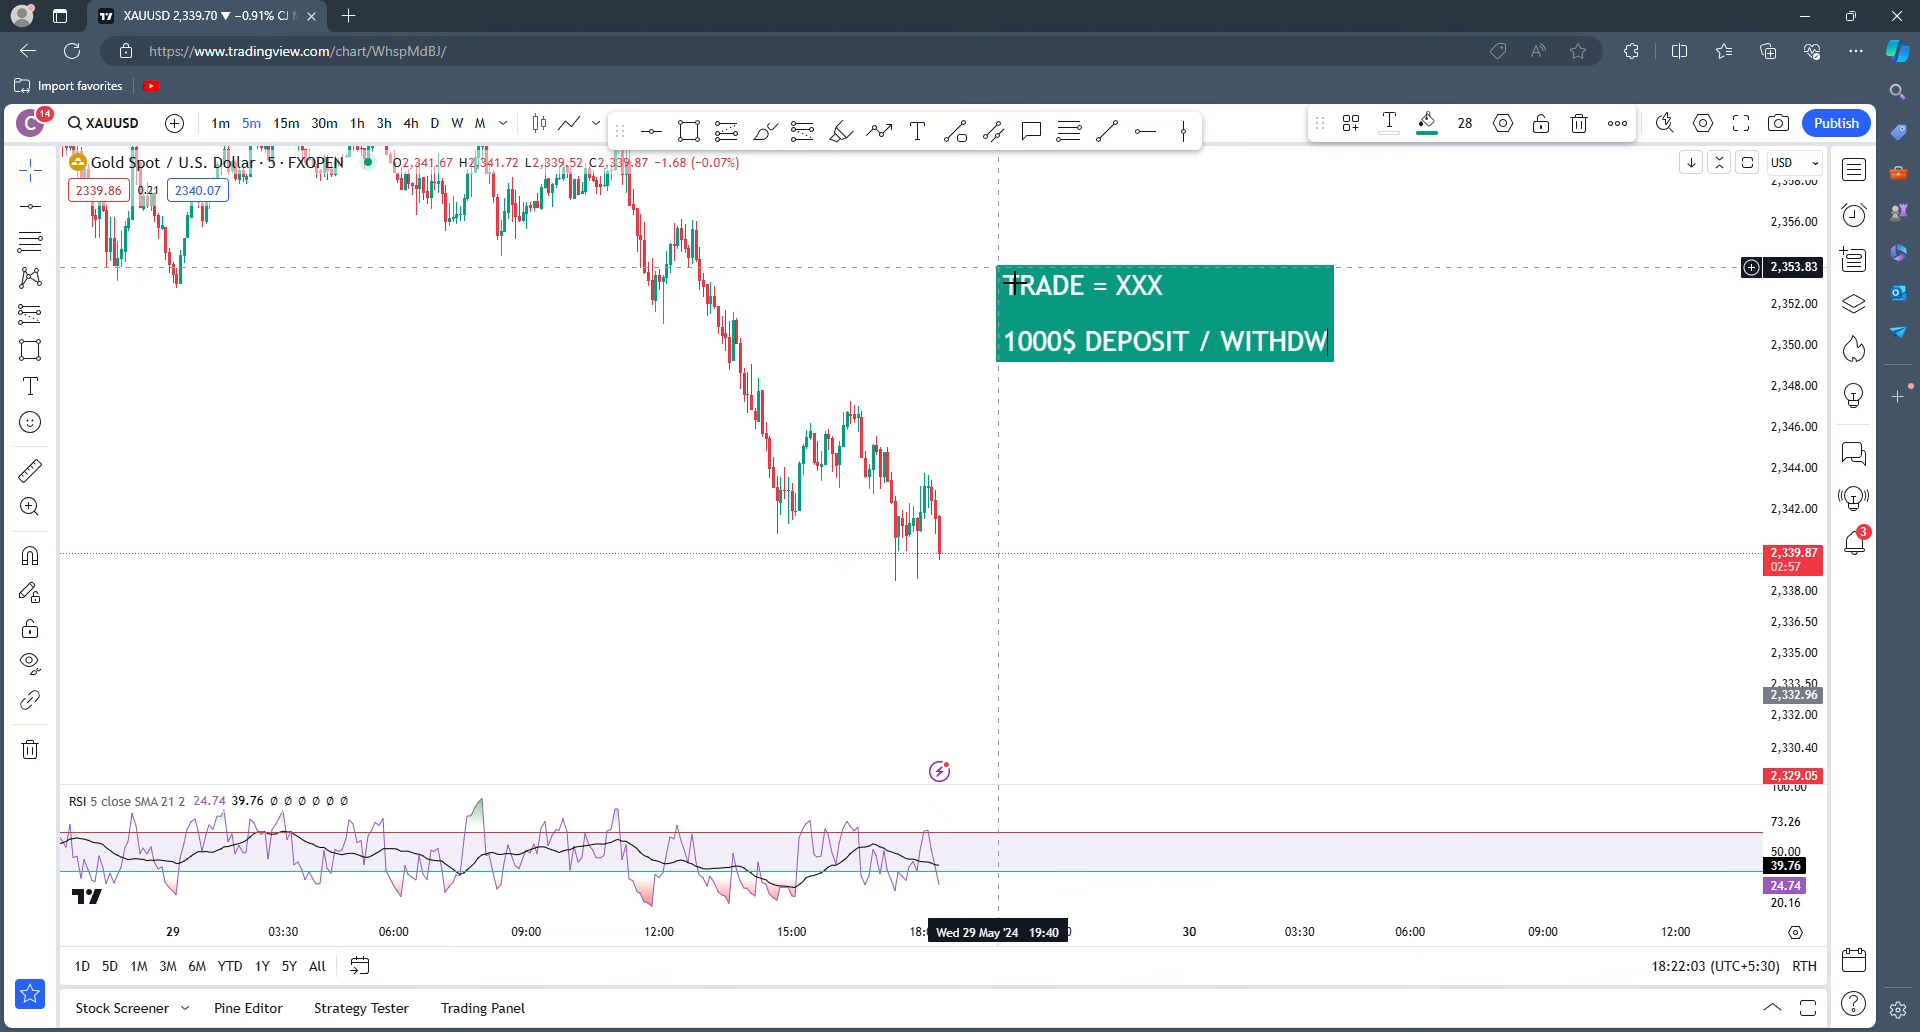 XAUUSD 2,339.70 ▼ −0.91% CJ
https://www.tradingview.com/chart/WhspMdBJ/
Import favorites
C 14 XAUUSD 1m 5m 15m 30m 1h 3h 4h D W M T T 28 Publish
Gold Spot / U.S. Dollar · 5 · FXOPEN O2,341.67 H2,341.72 L2,339.52 C2,339.87 −1.68 (−0.07%)
USD
2339.86 0.21 2340.07
2,358.00
2,356.00
2,353.83
2,352.00
2,350.00
2,348.00
2,346.00
2,344.00
2,342.00
2,339.87
02:57
2,338.00
2,336.50
2,335.00
2,333.50
2,332.96
2,332.00
2,330.40
2,329.05
TRADE = XXX
1000$ DEPOSIT / WITHDW
3
RSI 5 close SMA 21 2 24.74 39.76 ø ø ø ø ø ø
100.00
73.26
50.00
39.76
24.74
20.16
29 03:30 06:00 09:00 12:00 15:00 18: Wed 29 May '24 19:40 30 03:30 06:00 09:00 12:00
1D 5D 1M 3M 6M YTD 1Y 5Y All 18:22:03 (UTC+5:30) RTH
Stock Screener Pine Editor Strategy Tester Trading Panel